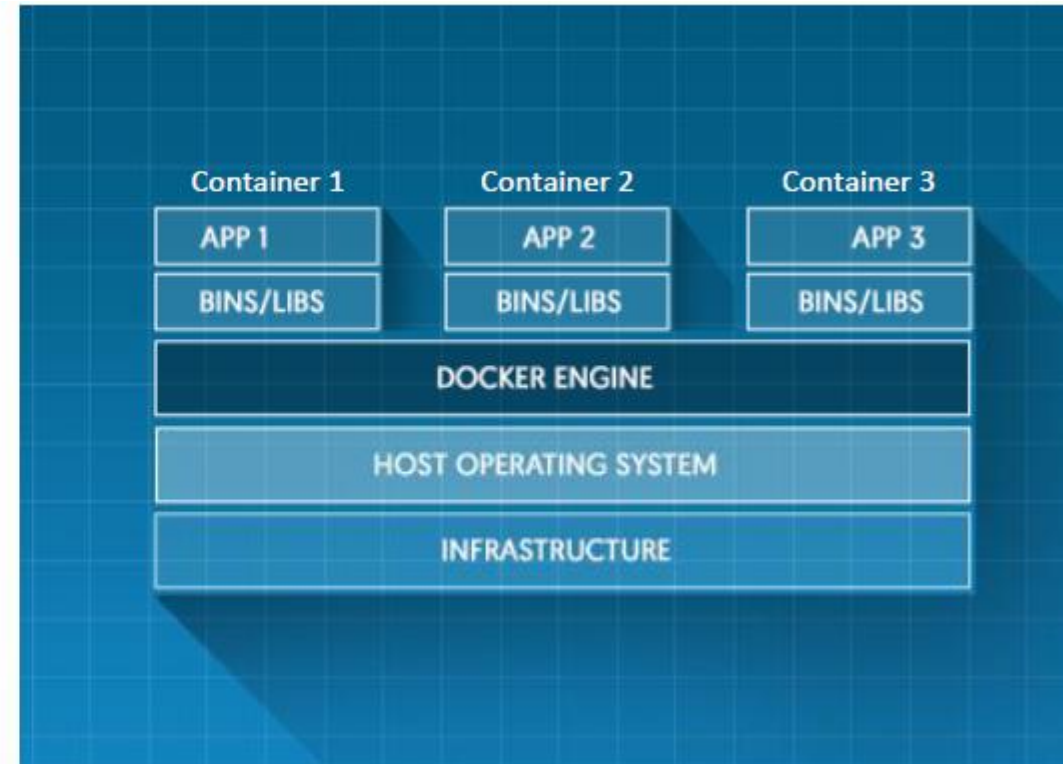 Container 1 Container 2 Container 3
APP 1 APP 2 APP 3
BINS/LIBS BINS/LIBS BINS/LIBS
DOCKER ENGINE
HOST OPERATING SYSTEM
INFRASTRUCTURE